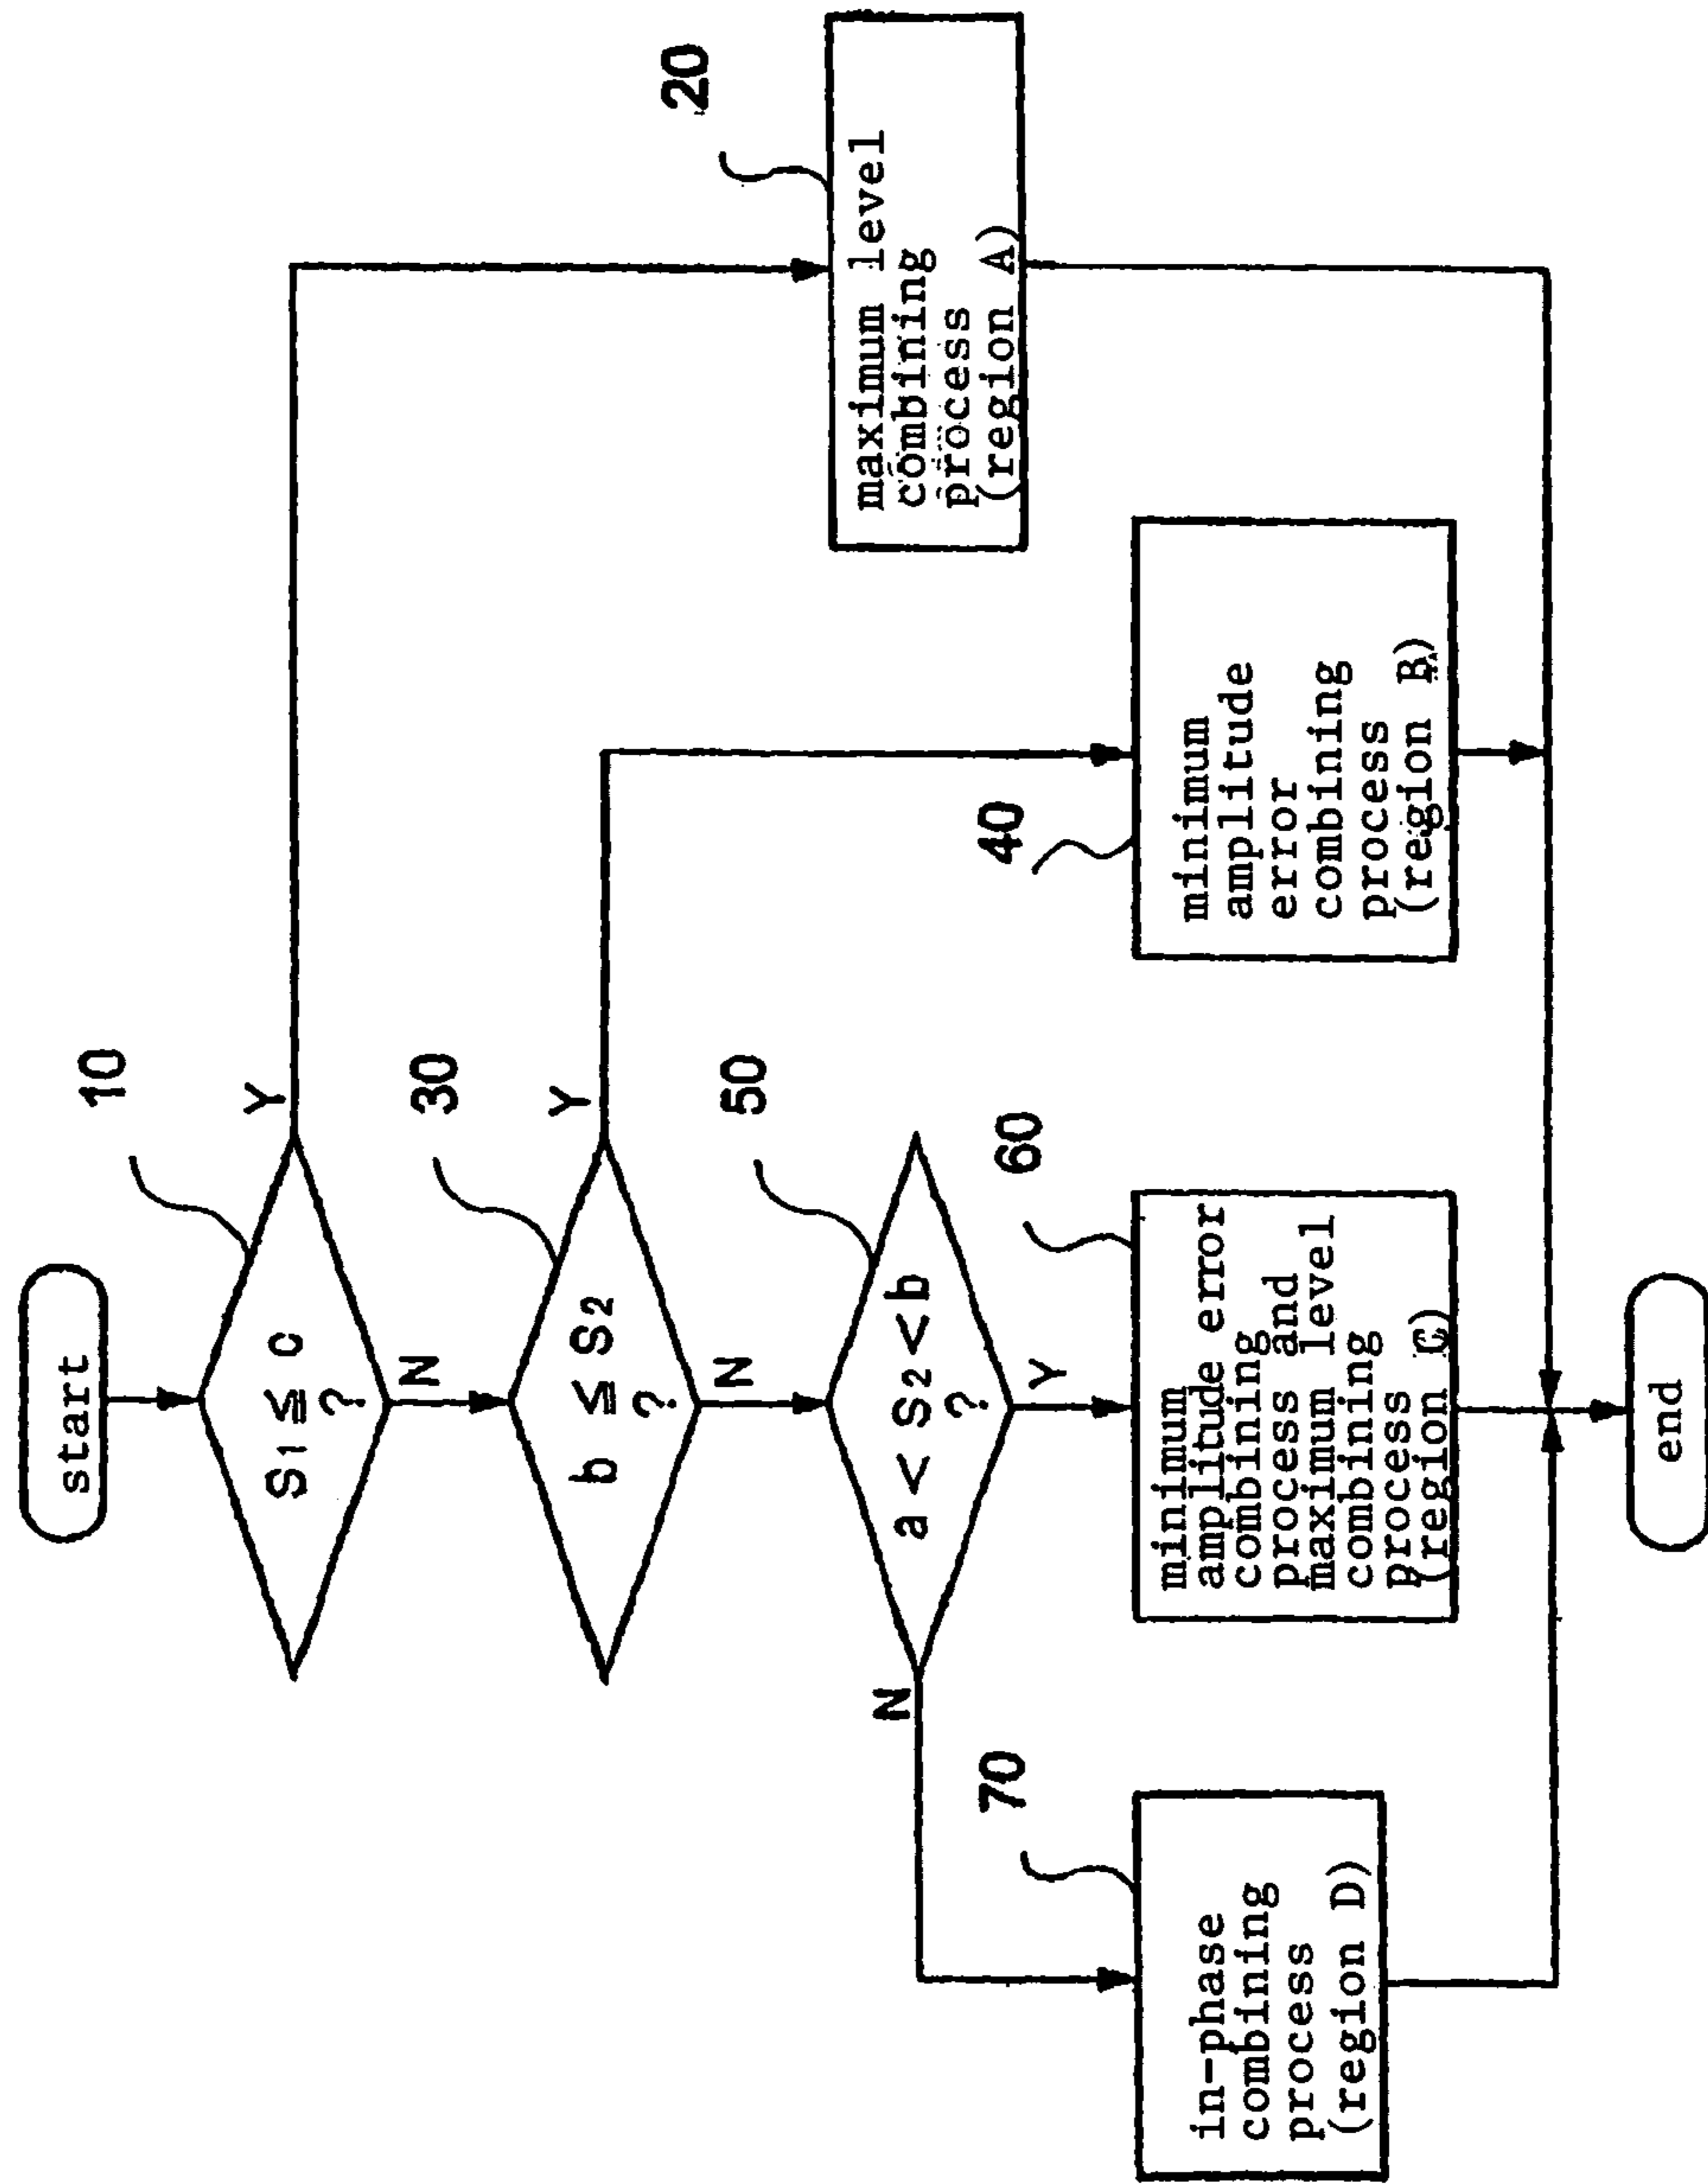 start
10
S1 ≦ c
?
Y
N
20
maximum level
combining
process
(region A)
30
b ≦ S2
?
Y
N
40
minimum
amplitude
error
combining
process
(region B)
50
a < S2 < b
?
Y
N
60
minimum
amplitude error
combining
process and
maximum level
combining
process
(region C)
70
in-phase
combining
process
(region D)
end